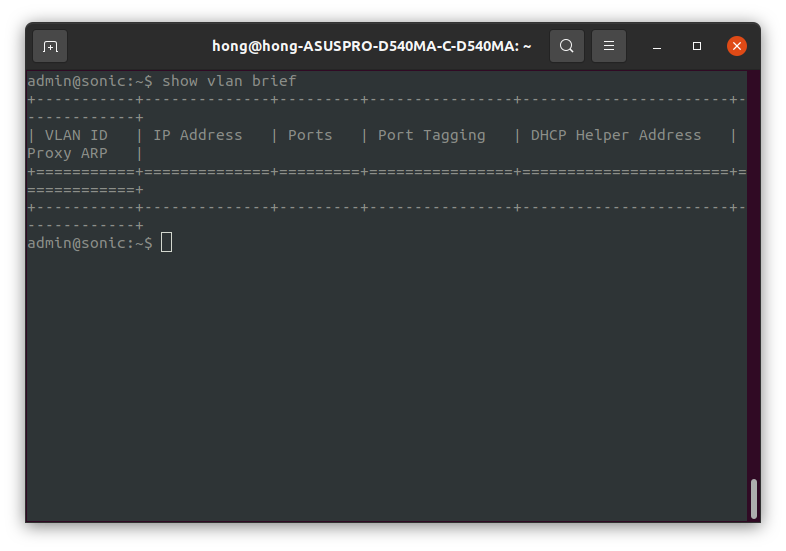 hong@hong-ASUSPRO-D540MA-C-D540MA: ~
admin@sonic:~$ show vlan brief
+-----------+--------------+---------+----------------+-----------------------+-
------------+
| VLAN ID   | IP Address   | Ports   | Port Tagging   | DHCP Helper Address   |
Proxy ARP   |
+===========+==============+=========+================+=======================+=
============+
+-----------+--------------+---------+----------------+-----------------------+-
------------+
admin@sonic:~$